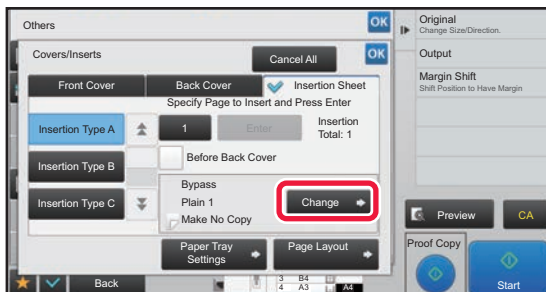 Others
OK
Covers/Inserts
Cancel All
OK
Front Cover
Back Cover
Insertion Sheet
Specify Page to Insert and Press Enter
Insertion Type A
1
Enter
Insertion
Total: 1
Before Back Cover
Insertion Type B
Bypass
Plain 1
Make No Copy
Change
Insertion Type C
Paper Tray
Settings
Page Layout
Back
3 B4
4 A3
A4
Original
Change Size/Direction.
Output
Margin Shift
Shift Position to Have Margin
Preview
CA
Proof Copy
Start